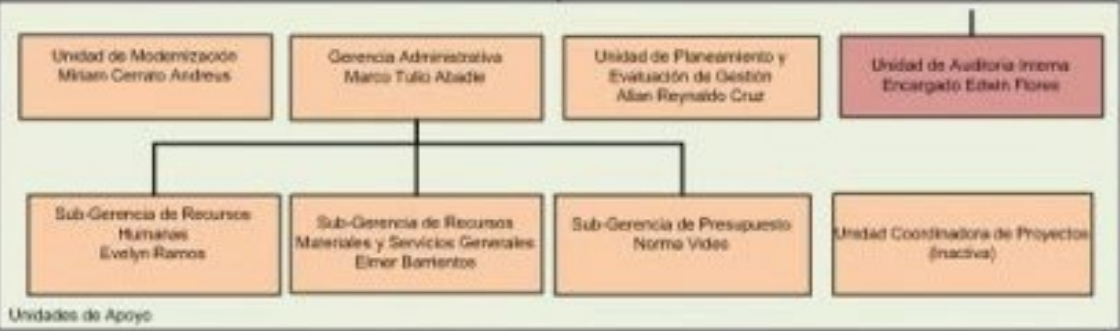 Unidad de Modernización
Miriam Cerrato Andreus
Gerencia Administrativa
Marco Tulio Abadie
Unidad de Planeamiento y
Evaluación de Gestión
Allan Reynaldo Cruz
Unidad de Auditoria Interna
Encargado Edwin Flores
Sub-Gerencia de Recursos
Humanas
Evelyn Ramos
Sub-Gerencia de Recursos
Materiales y Servicios Generales
Elmer Barrientos
Sub-Gerencia de Presupuesto
Norma Video
Unidad Coordinadora de Proyectos
(Inactiva)
Unidades de Apoyo